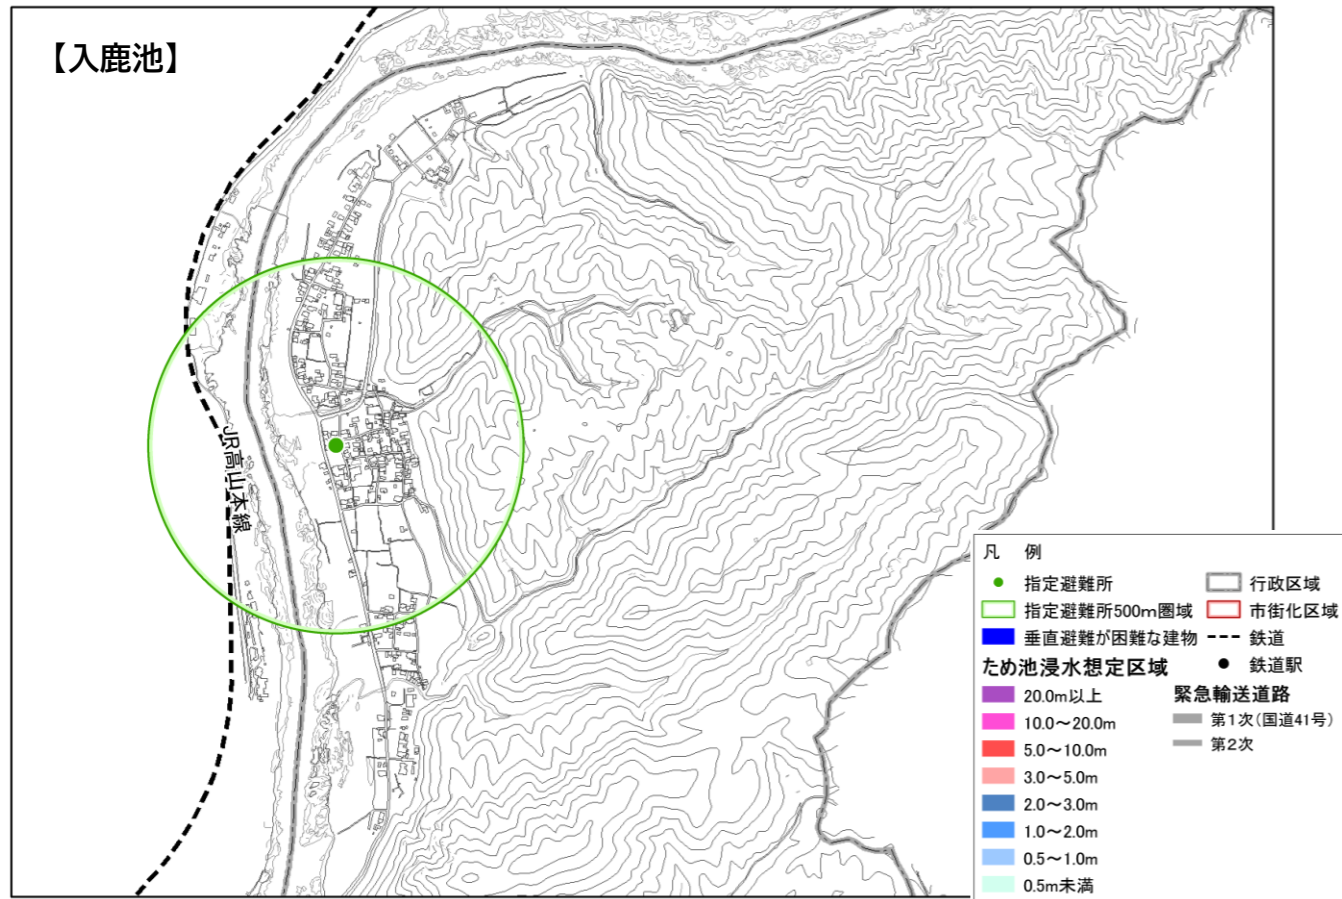 【入鹿池】
JR高山本線
凡 例
指定避難所
指定避難所500m圏域
垂直避難が困難な建物
ため池浸水想定区域
20.0m以上
10.0～20.0m
5.0～10.0m
3.0～5.0m
2.0～3.0m
1.0～2.0m
0.5～1.0m
0.5m未満
行政区域
市街化区域
鉄道
鉄道駅
緊急輸送道路
第1次(国道41号)
第2次